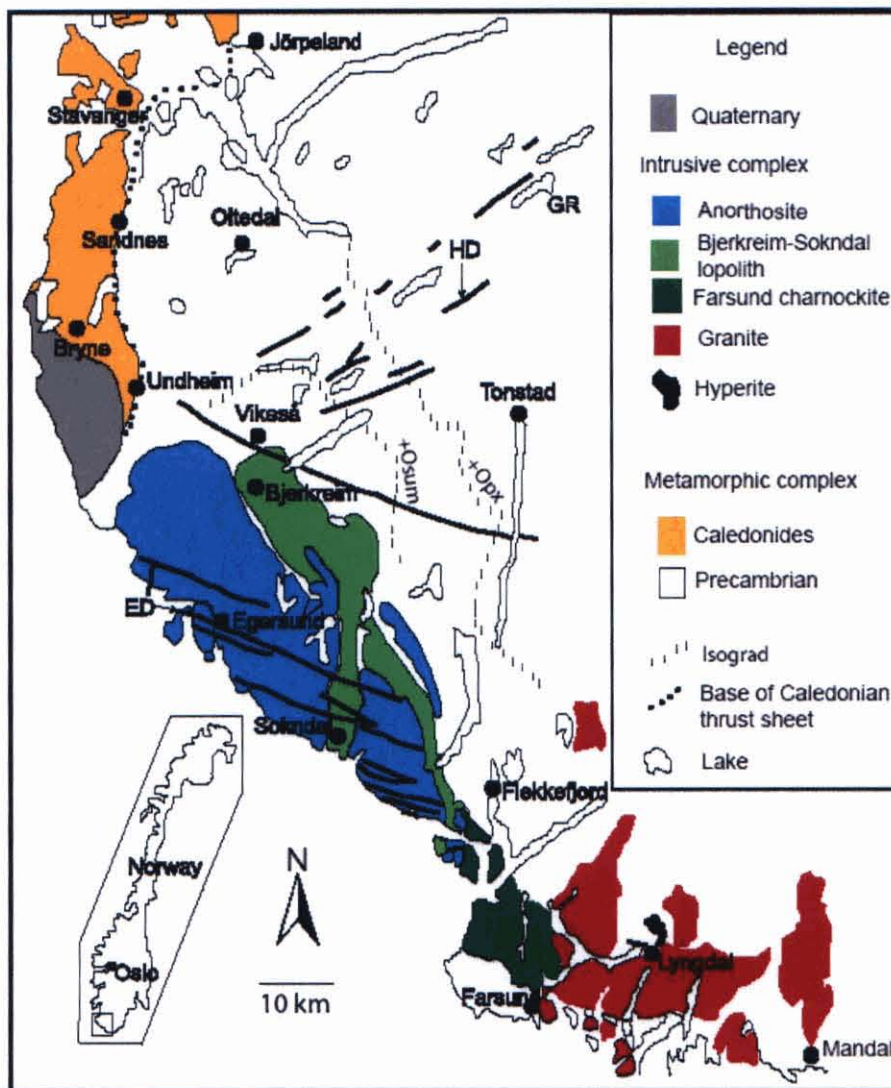 Jörpeland
Stavanger
Sandnes
Oltedal
GR
HD
Bryne
Undheim
Vikeså
Tonstad
+Osum
+Opx
Bjerkreim
ED
Egersund
Sokndal
Flekkefjord
Norway
Oslo
N
10 km
Farsund
Lyngdal
Mandal
Legend
Quaternary
Intrusive complex
Anorthosite
Bjerkreim-Sokndal
lopolith
Farsund charnockite
Granite
Hyperite
Metamorphic complex
Caledonides
Precambrian
Isograd
Base of Caledonian
thrust sheet
Lake